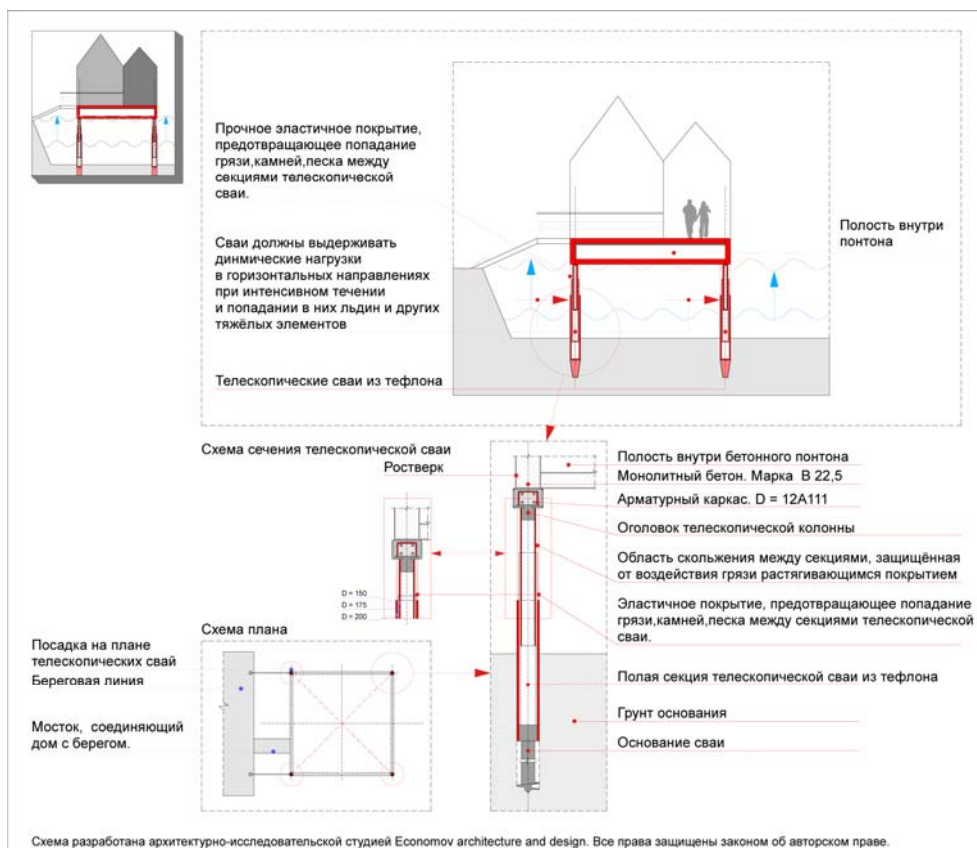 Прочное эластичное покрытие,
предотвращающее попадание
грязи,камней,песка между
секциями телескопической
сваи.
Сваи должны выдерживать
динмические нагрузки
в горизонтальных направлениях
при интенсивном течении
и попадании в них льдин и других
тяжёлых элементов
Телескопические сваи из тефлона
Полость внутри
понтона
Схема сечения телескопической сваи
Ростверк
D = 150
D = 175
D = 200
Полость внутри бетонного понтона
Монолитный бетон. Марка В 22,5
Арматурный каркас. D = 12А111
Оголовок телескопической колонны
Область скольжения между секциями, защищённая
от воздействия грязи растягивающимся покрытием
Эластичное покрытие, предотвращающее попадание
грязи,камней,песка между секциями телескопической
сваи.
Полая секция телескопической сваи из тефлона
Грунт основания
Основание сваи
Схема плана
Посадка на плане
телескопических свай
Береговая линия
Мосток, соединяющий
дом с берегом.
Схема разработана архитектурно-исследовательской студией Economov architecture and design. Все права защищены законом об авторском праве.